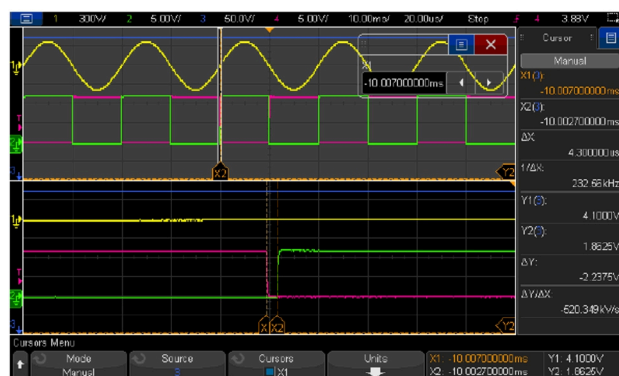 1 300V/ 2 5.00V/ 3 50.0V/ 4 5.00V/ 10.00ms/ 20.00us/ Stop 4 3.88V
Cursor
Manual
X1(3):
-10.007000000ms
X1
-10.007000000ms
X2(3):
-10.002700000ms
ΔX:
4.300000us
1/ΔX:
232.56kHz
Y1(3):
4.1000V
Y2(3):
1.8625V
ΔY:
-2.2375V
ΔY/ΔX:
-520.349kV/s
X2
Y2
X X2
Y2
Cursors Menu
Mode Source Cursors Units X1: -10.007000000ms Y1: 4.1000V
Manual 3 X1 X2: -10.002700000ms Y2: 1.8625V